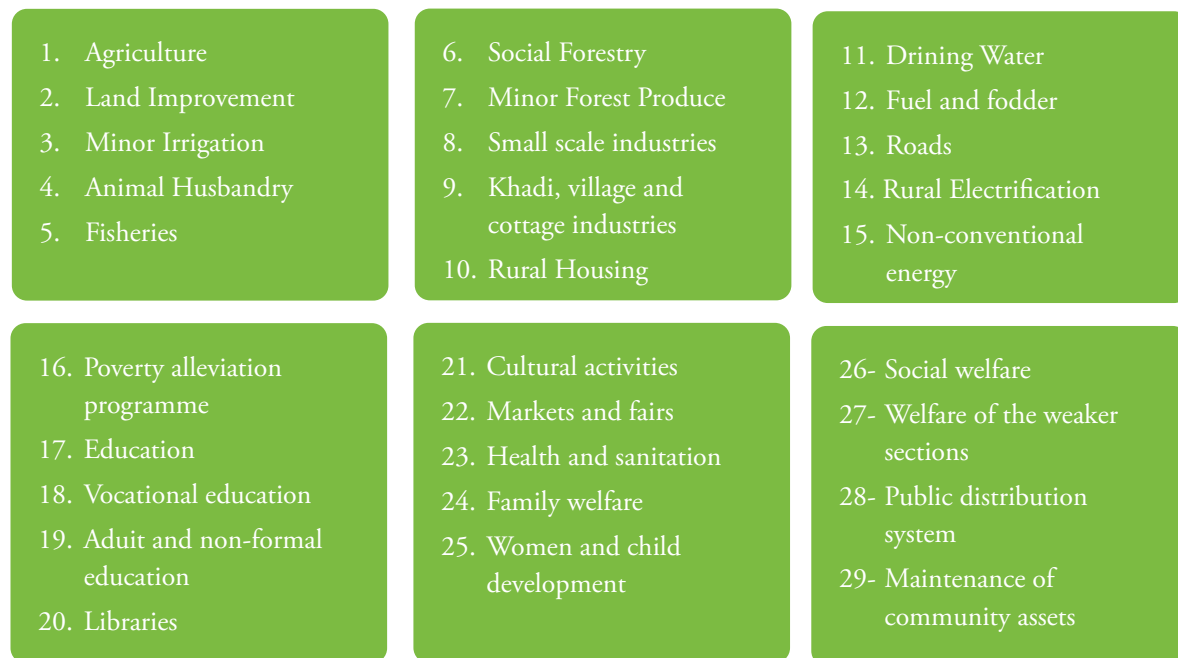 1. Agriculture
2. Land Improvement
3. Minor Irrigation
4. Animal Husbandry
5. Fisheries
6. Social Forestry
7. Minor Forest Produce
8. Small scale industries
9. Khadi, village and
cottage industries
10. Rural Housing
11. Drining Water
12. Fuel and fodder
13. Roads
14. Rural Electrification
15. Non-conventional
energy
16. Poverty alleviation
programme
17. Education
18. Vocational education
19. Aduit and non-formal
education
20. Libraries
21. Cultural activities
22. Markets and fairs
23. Health and sanitation
24. Family welfare
25. Women and child
development
26- Social welfare
27- Welfare of the weaker
sections
28- Public distribution
system
29- Maintenance of
community assets